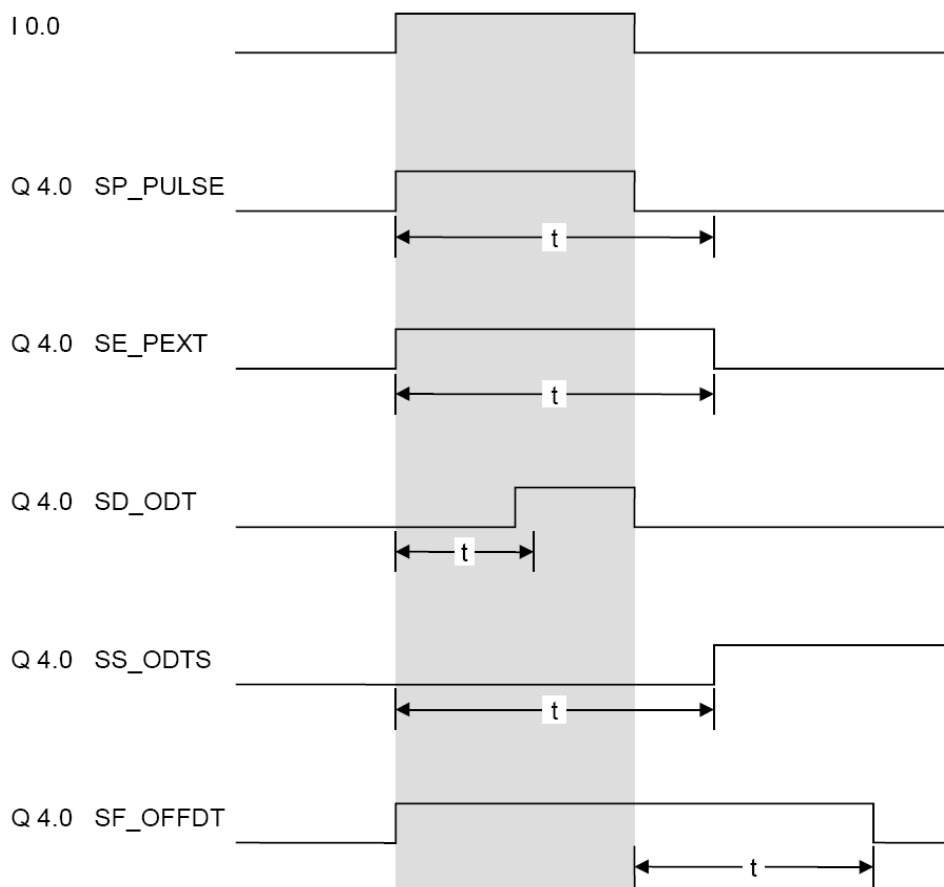 I 0.0
Q 4.0 SP_PULSE
t
Q 4.0 SE_PEXT
t
Q 4.0 SD_ODT
t
Q 4.0 SS_ODTS
t
Q 4.0 SF_OFFDT
t